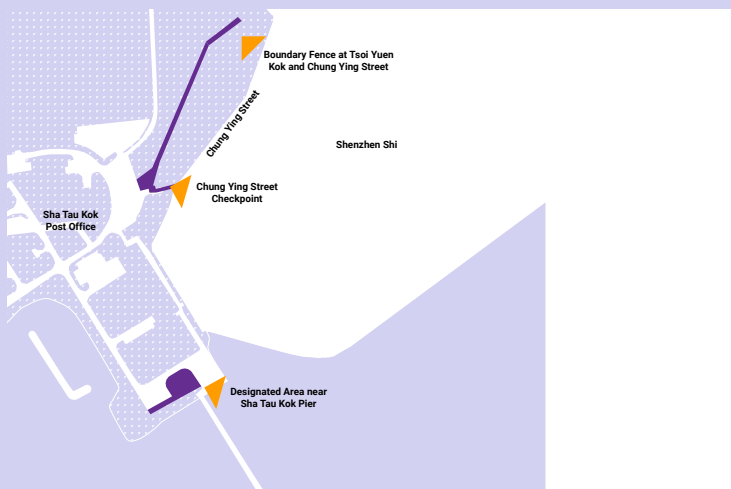 Boundary Fence at Tsoi Yuen
Kok and Chung Ying Street
Chung Ying Street
Shenzhen Shi
Chung Ying Street
Checkpoint
Sha Tau Kok
Post Office
Designated Area near
Sha Tau Kok Pier